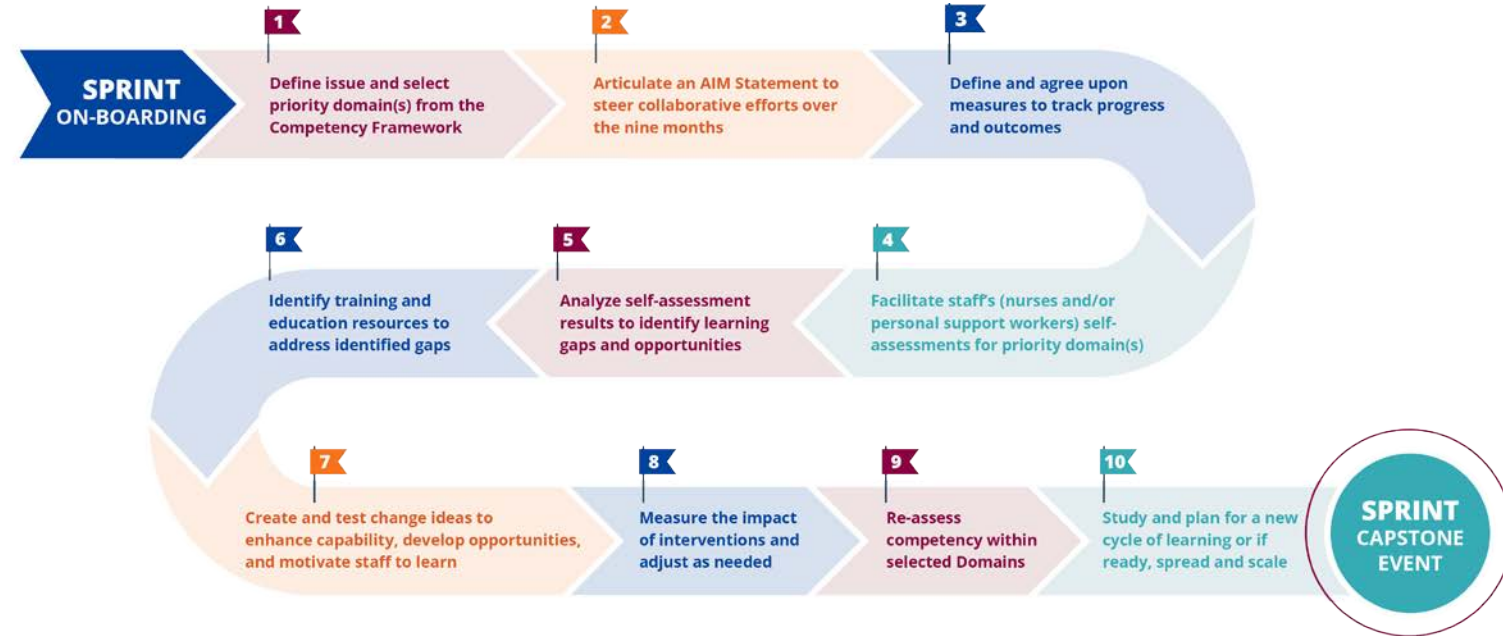 SPRINT
ON-BOARDING
1
Define issue and select
priority domain(s) from the
Competency Framework
2
Articulate an AIM Statement to
steer collaborative efforts over
the nine months
3
Define and agree upon
measures to track progress
and outcomes
4
Facilitate staff's (nurses and/or
personal support workers) self-
assessments for priority domain(s)
5
Analyze self-assessment
results to identify learning
gaps and opportunities
6
Identify training and
education resources to
address identified gaps
7
Create and test change ideas to
enhance capability, develop opportunities,
and motivate staff to learn
8
Measure the impact
of interventions and
adjust as needed
9
Re-assess
competency within
selected Domains
10
Study and plan for a new
cycle of learning or if
ready, spread and scale
SPRINT
CAPSTONE
EVENT